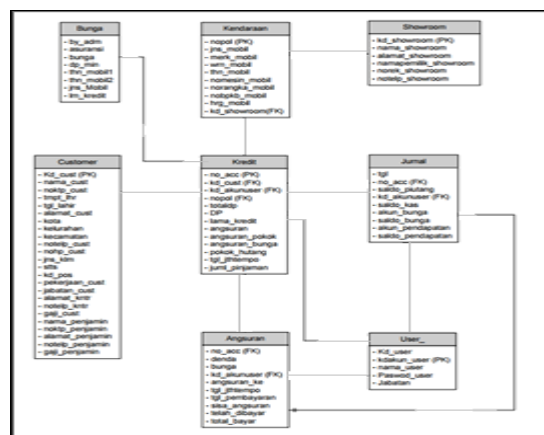 Bunga
- by_adm
- asuransi
- bunga
- dp_min
- thn_mobil1
- thn_mobil2
- jns_Mobil
- lm_kredit
Kendaraan
- nopol (PK)
- jns_mobil
- merk_mobil
- wrn_mobil
- thn_mobil
- nomesin_mobil
- norangka_mobil
- nobpkb_mobil
- hrg_mobil
- kd_showroom(FK)
Showroom
- kd_showroom (PK)
- nama_showroom
- alamat_showroom
- namapemilik_showroom
- norek_showroom
- notelp_showroom
Customer
- Kd_cust (PK)
- nama_cust
- noktp_cust
- tmpt_lhr
- tgl_lahir
- alamat_cust
- kota
- kelurahan
- kecamatan
- notelp_cust
- nohp_cust
- jns_klm
- stts
- kd_pos
- pekerjaan_cust
- jabatan_cust
- alamat_kntr
- notelp_kntr
- gaji_cust
- nama_penjamin
- noktp_penjamin
- alamat_penjamin
- notelp_penjamin
- gaji_penjamin
Kredit
- no_acc (PK)
- kd_cust (FK)
- kd_akunuser (FK)
- nopol (FK)
- totaldp
- DP
- lama_kredit
- angsuran
- angsuran_pokok
- angsuran_bunga
- pokok_hutang
- tgl_jthtempo
- juml_pinjaman
Jurnal
- tgl
- no_acc (FK)
- saldo_piutang
- kd_akunuser (FK)
- saldo_kas
- akun_bunga
- saldo_bunga
- akun_pendapatan
- saldo_pendapatan
Angsuran
- no_acc (FK)
- denda
- bunga
- kd_akunuser (FK)
- angsuran_ke
- tgl_jthtempo
- tgl_pembayaran
- sisa_angsuran
- telah_dibayar
- total_bayar
User_
- Kd_user
- kdakun_user (PK)
- nama_user
- Paswod_user
- Jabatan